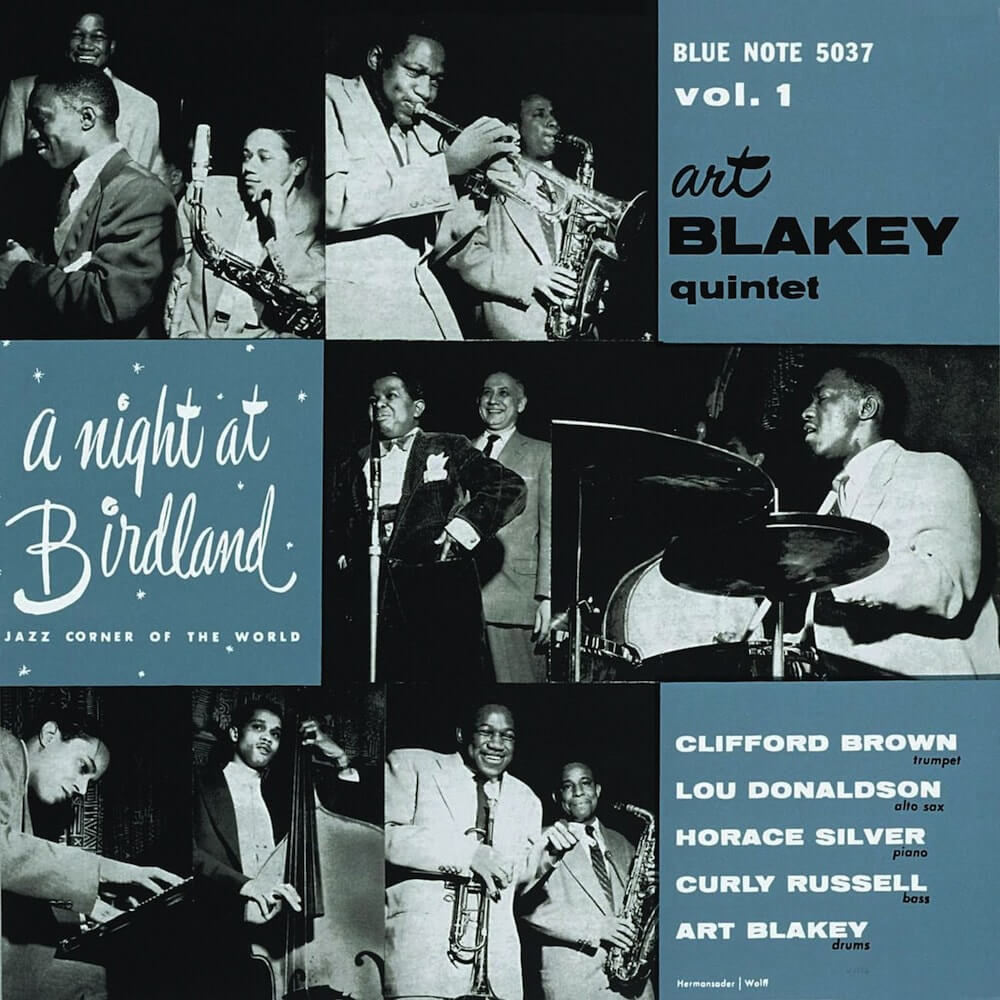 BLUE NOTE 5037
vol. 1
art
BLAKEY
quintet
a night at
Birdland
JAZZ CORNER OF THE WORLD
CLIFFORD BROWN
trumpet
LOU DONALDSON
alto sax
HORACE SILVER
piano
CURLY RUSSELL
bass
ART BLAKEY
drums
Hermansader | Wolff